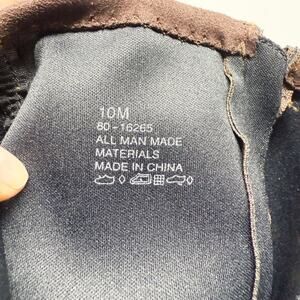 10M
80-16265
ALL MAN MADE
MATERIALS
MADE IN CHINA